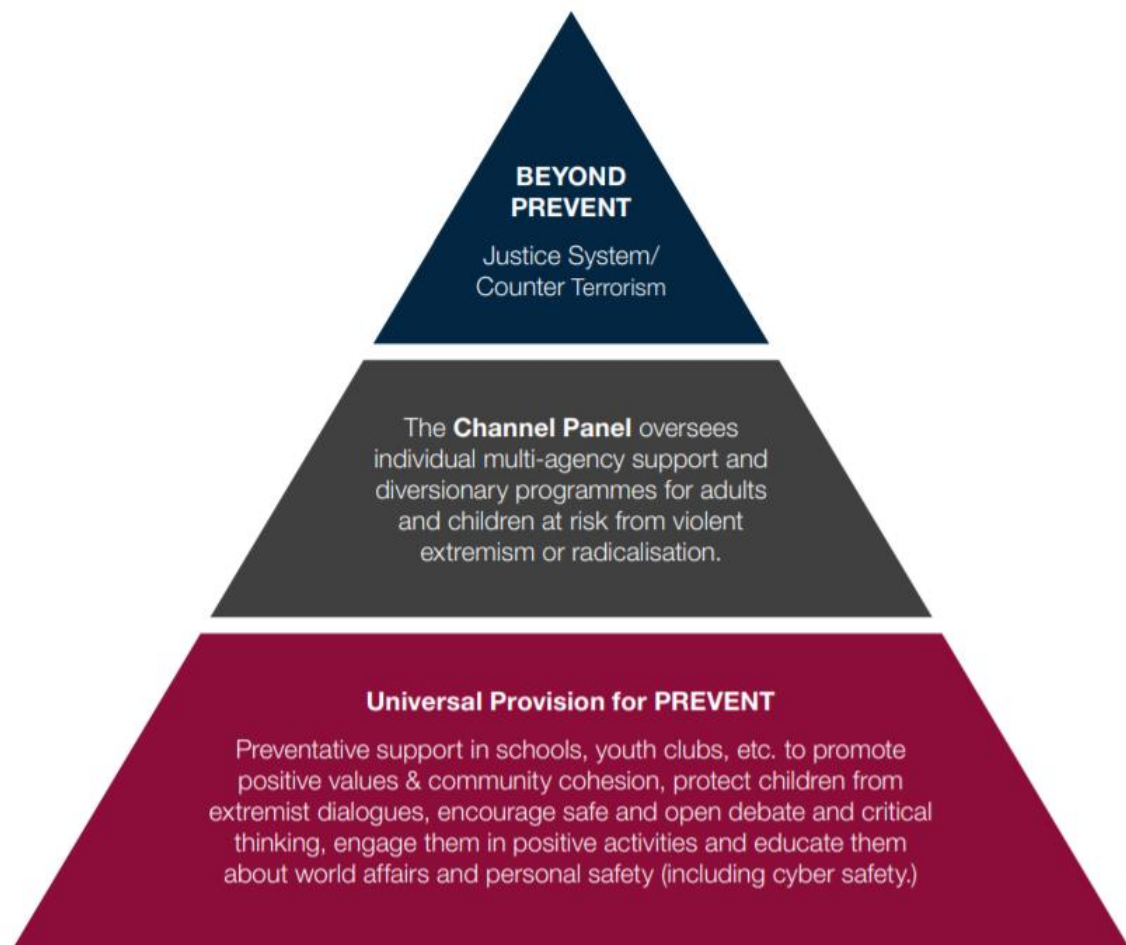 BEYOND
PREVENT
Justice System/
Counter Terrorism
The Channel Panel oversees
individual multi-agency support and
diversionary programmes for adults
and children at risk from violent
extremism or radicalisation.
Universal Provision for PREVENT
Preventative support in schools, youth clubs, etc. to promote
positive values & community cohesion, protect children from
extremist dialogues, encourage safe and open debate and critical
thinking, engage them in positive activities and educate them
about world affairs and personal safety (including cyber safety.)